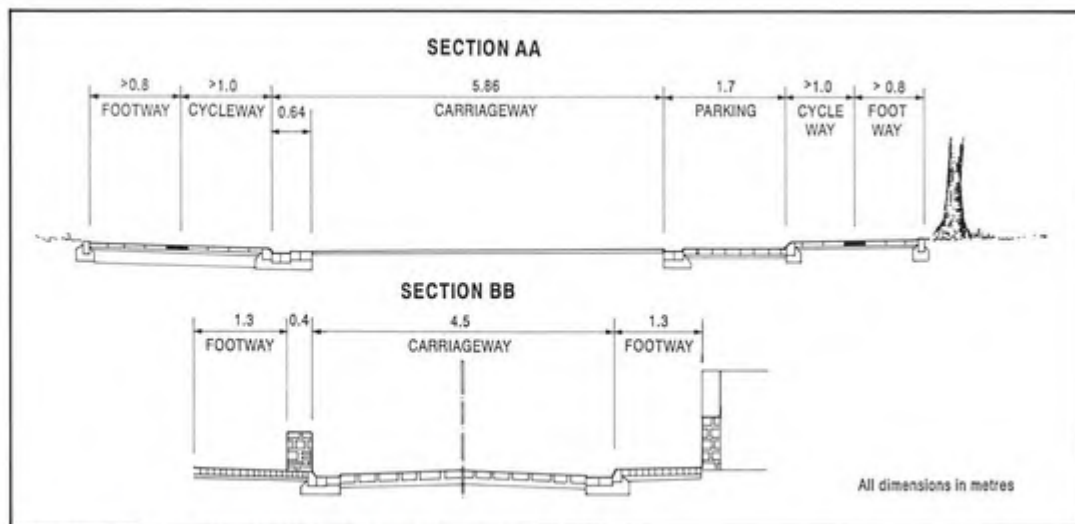 SECTION AA
>0.8 >1.0 5.86 1.7 >1.0 > 0.8
FOOTWAY CYCLEWAY CARRIAGEWAY PARKING CYCLE FOOT
0.64 WAY WAY
SECTION BB
1.3 0.4 4.5 1.3
FOOTWAY CARRIAGEWAY FOOTWAY
All dimensions in metres